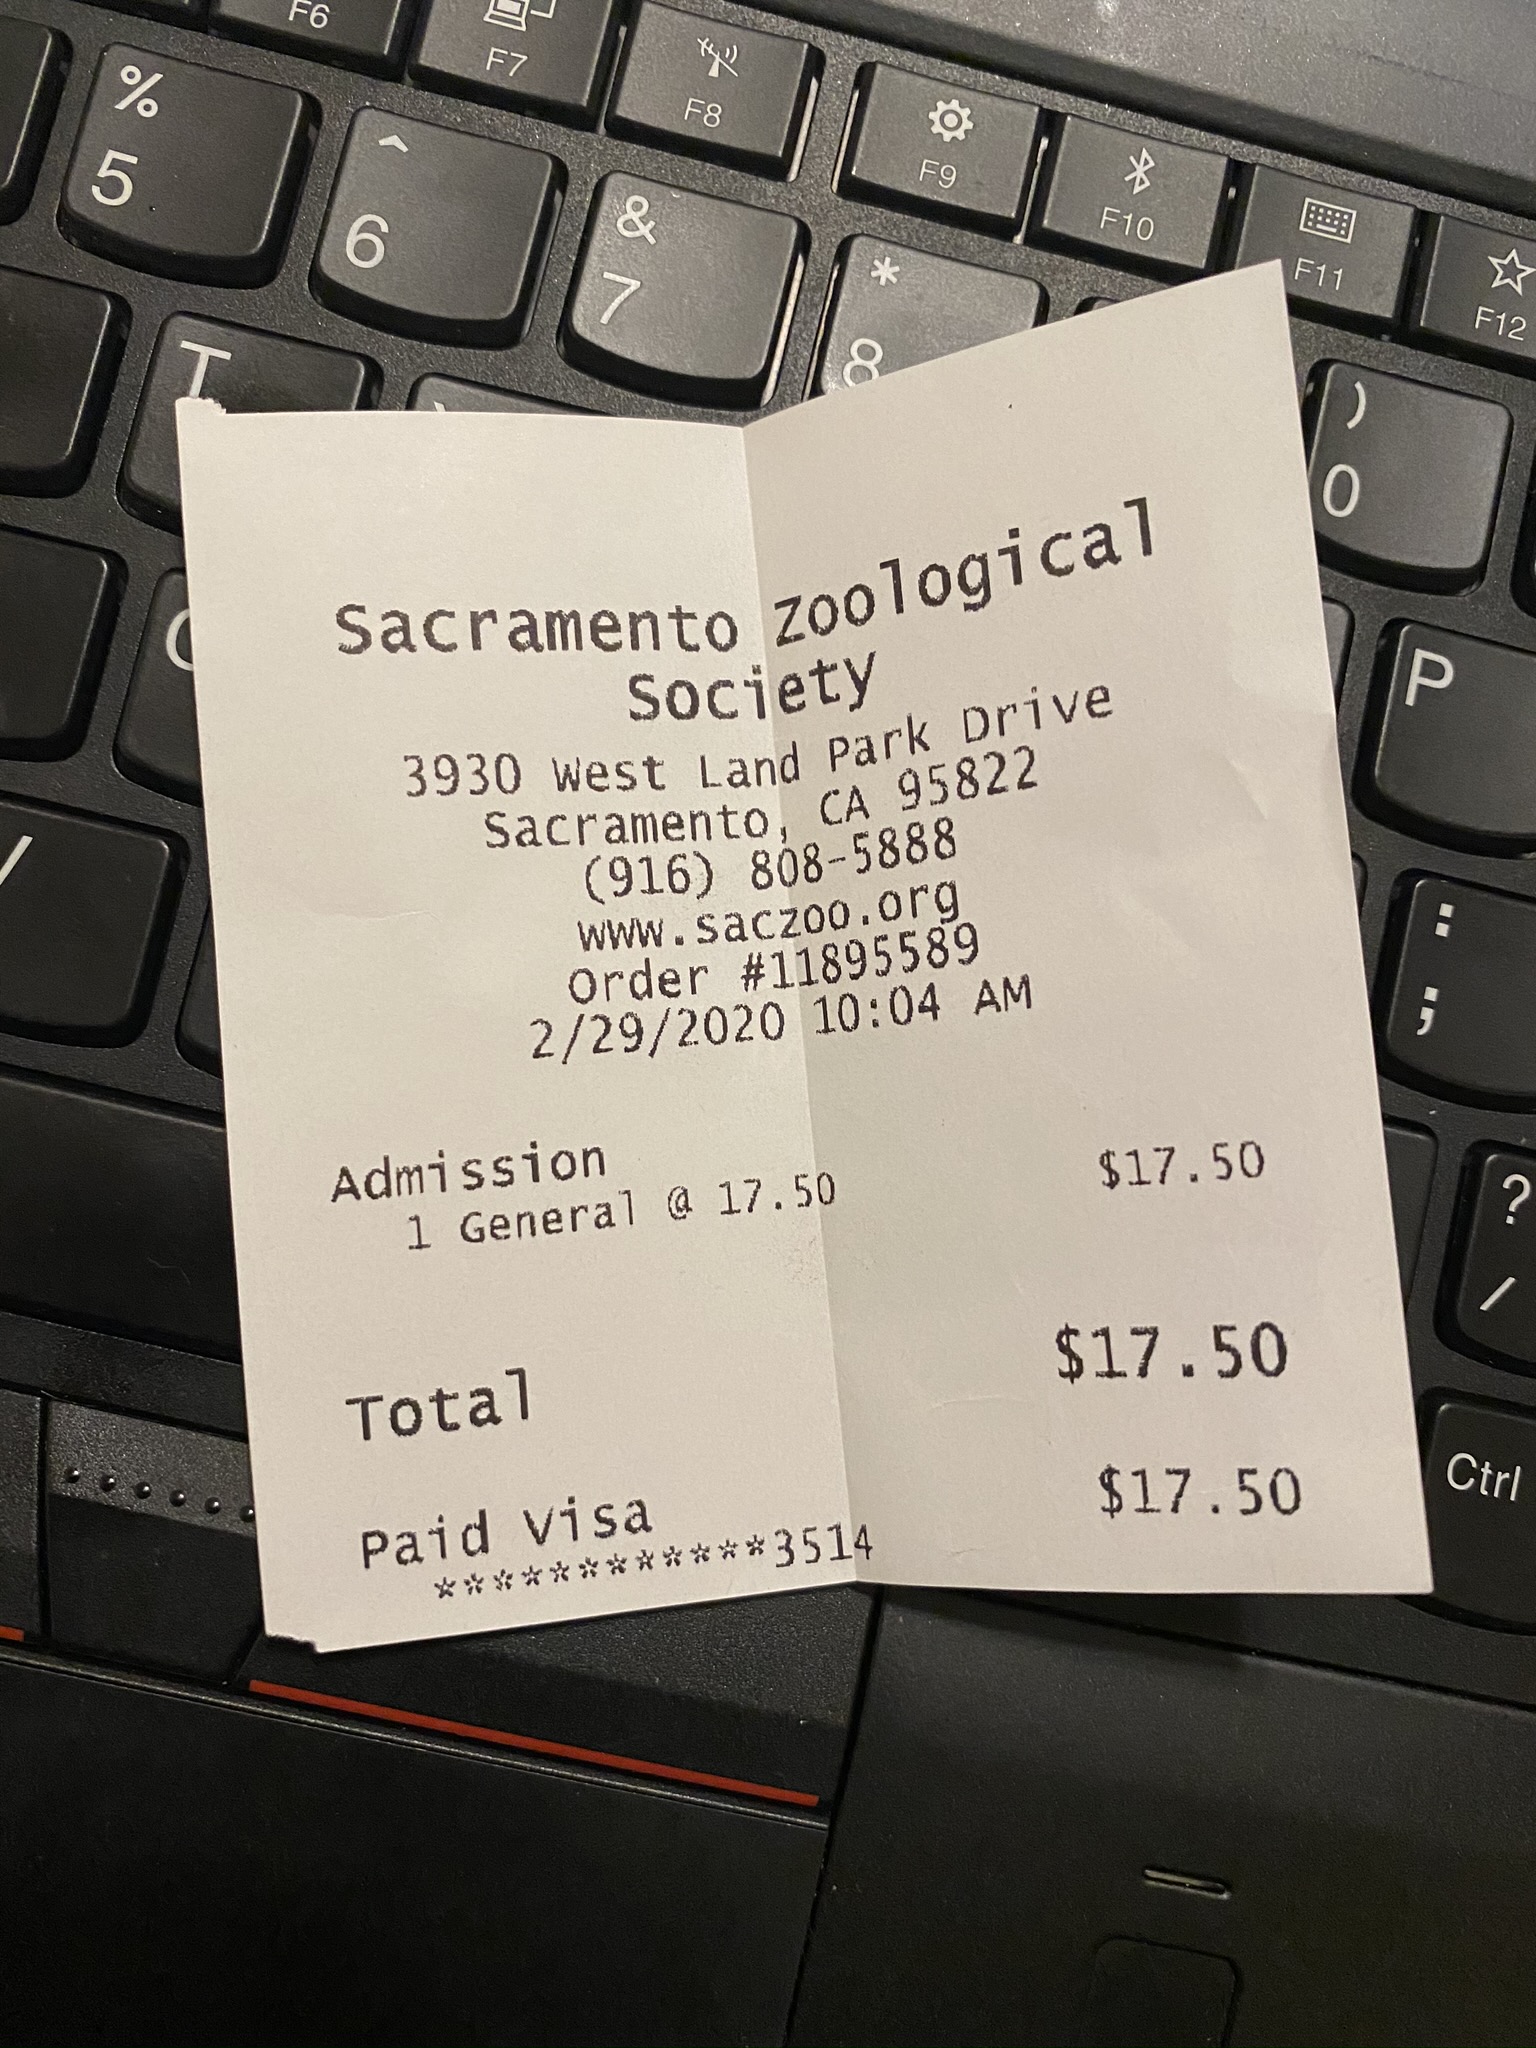 F6
F7
F8
F9
F10
F11
F12
%
5
^
6
&
7
*
8
)
0
T
P
:
;
?
/
Ctrl
Sacramento Zoological
Society
3930 West Land Park Drive
Sacramento, CA 95822
(916) 808-5888
www.saczoo.org
Order #11895589
2/29/2020 10:04 AM
Admission $17.50
1 General @ 17.50
Total $17.50
Paid Visa $17.50
************3514